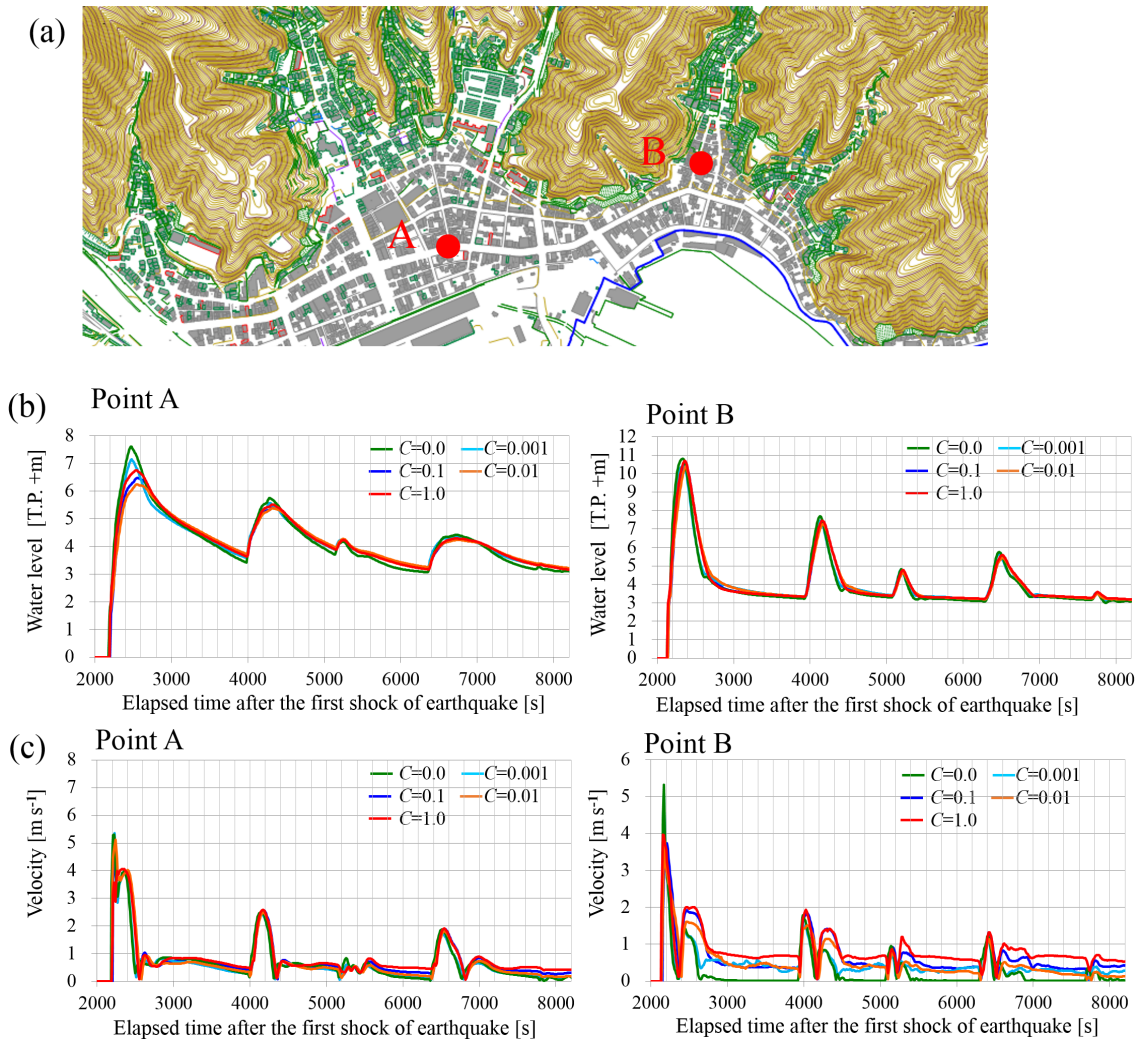 (a)
B
A
(b)
Point A
Point B
Water level [T.P. +m]
8
7
6
5
4
3
2
1
0
C=0.0
C=0.001
C=0.1
C=0.01
C=1.0
2000
3000
4000
5000
6000
7000
8000
Elapsed time after the first shock of earthquake [s]
Water level [T.P. +m]
12
11
10
9
8
7
6
5
4
3
2
1
0
C=0.0
C=0.001
C=0.1
C=0.01
C=1.0
2000
3000
4000
5000
6000
7000
8000
Elapsed time after the first shock of earthquake [s]
(c)
Point A
Point B
Velocity [m s⁻¹]
8
7
6
5
4
3
2
1
0
C=0.0
C=0.001
C=0.1
C=0.01
C=1.0
2000
3000
4000
5000
6000
7000
8000
Elapsed time after the first shock of earthquake [s]
Velocity [m s⁻¹]
6
5
4
3
2
1
0
C=0.0
C=0.001
C=0.1
C=0.01
C=1.0
2000
3000
4000
5000
6000
7000
8000
Elapsed time after the first shock of earthquake [s]